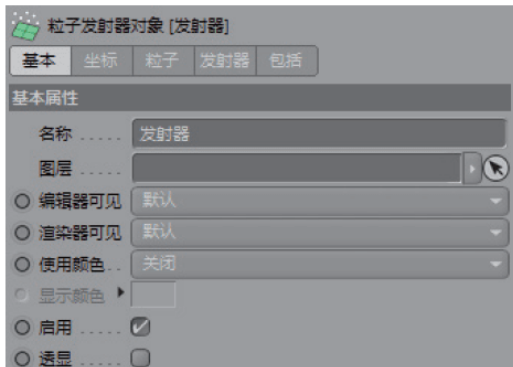 粒子发射器对象 [发射器]
基本 坐标 粒子 发射器 包括
基本属性
名称 ..... 发射器
图层 .....
编辑器可见 默认
渲染器可见 默认
使用颜色 .. 关闭
显示颜色
启用 .....
透显 .....